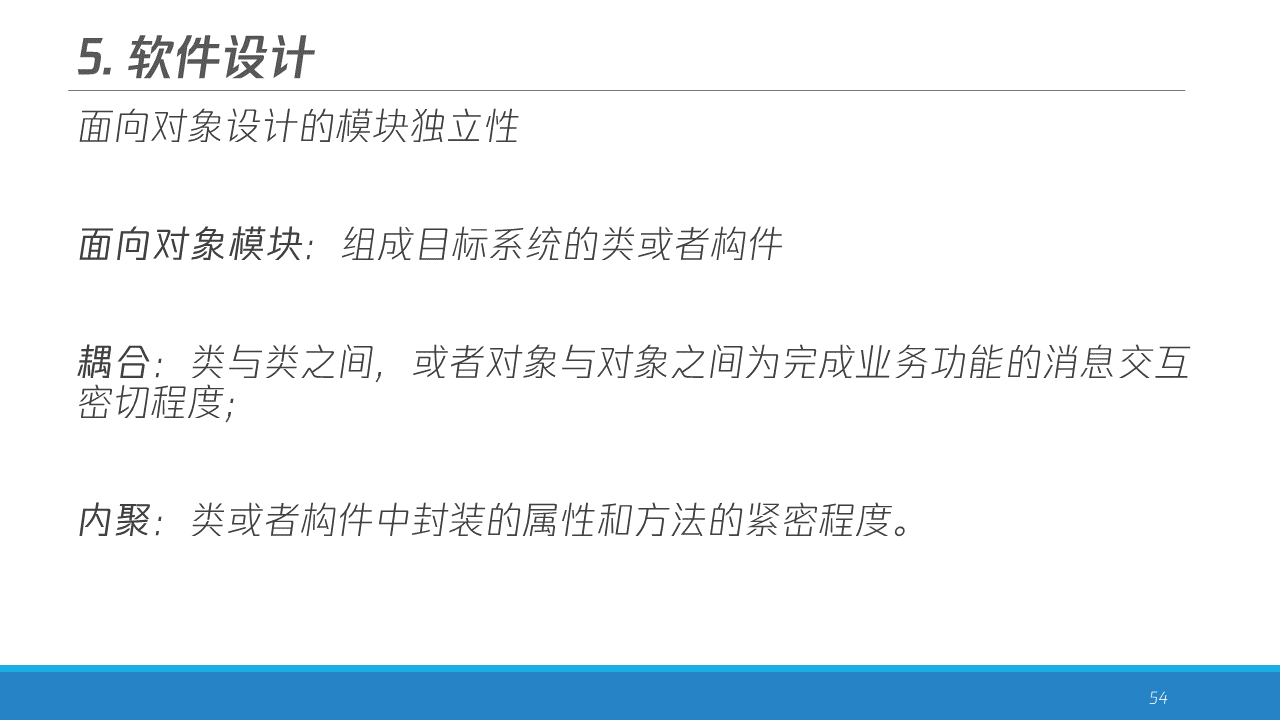 5. 软件设计
面向对象设计的模块独立性
面向对象模块：组成目标系统的类或者构件
耦合：类与类之间，或者对象与对象之间为完成业务功能的消息交互
密切程度；
内聚：类或者构件中封装的属性和方法的紧密程度。
54